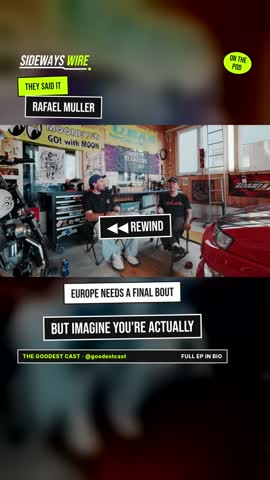 SIDEWAYS WIRE.
ON THE POD
THEY SAID IT
RAFAEL MULLER
MOONEYES
GO! with MOON
REWIND
EUROPE NEEDS A FINAL BOUT
BUT IMAGINE YOU'RE ACTUALLY
THE GOODEST CAST · @goodestcast
FULL EP IN BIO